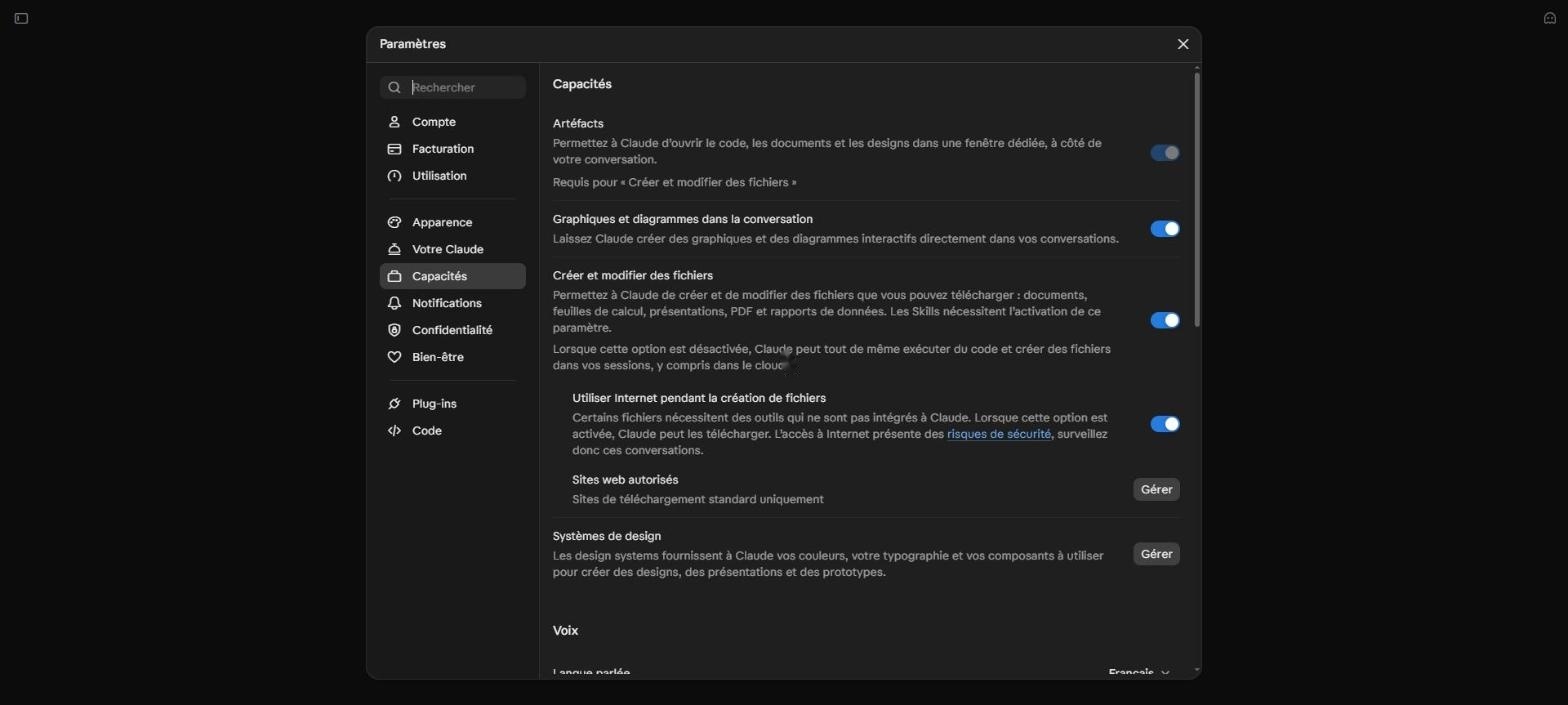 Paramètres
Rechercher
Compte
Facturation
Utilisation
Apparence
Votre Claude
Capacités
Notifications
Confidentialité
Bien-être
Plug-ins
Code
Capacités
Artéfacts
Permettez à Claude d'ouvrir le code, les documents et les designs dans une fenêtre dédiée, à côté de
votre conversation.
Requis pour « Créer et modifier des fichiers »
Graphiques et diagrammes dans la conversation
Laissez Claude créer des graphiques et des diagrammes interactifs directement dans vos conversations.
Créer et modifier des fichiers
Permettez à Claude de créer et de modifier des fichiers que vous pouvez télécharger : documents,
feuilles de calcul, présentations, PDF et rapports de données. Les Skills nécessitent l'activation de ce
paramètre.
Lorsque cette option est désactivée, Claude peut tout de même exécuter du code et créer des fichiers
dans vos sessions, y compris dans le cloud
Utiliser Internet pendant la création de fichiers
Certains fichiers nécessitent des outils qui ne sont pas intégrés à Claude. Lorsque cette option est
activée, Claude peut les télécharger. L'accès à Internet présente des risques de sécurité, surveillez
donc ces conversations.
Sites web autorisés
Sites de téléchargement standard uniquement
Gérer
Systèmes de design
Les design systems fournissent à Claude vos couleurs, votre typographie et vos composants à utiliser
pour créer des designs, des présentations et des prototypes.
Gérer
Voix
Langue parlée
Français